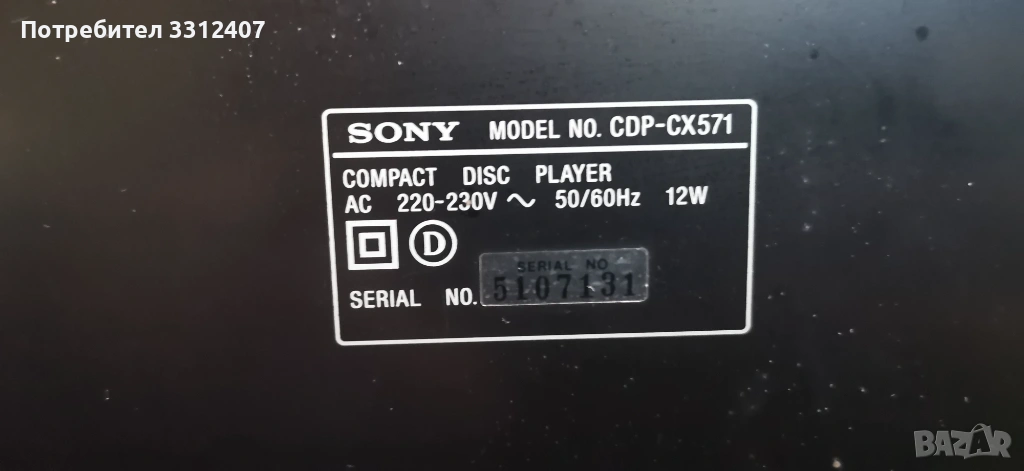 Потребител 3312407
SONY MODEL NO. CDP-CX571
COMPACT DISC PLAYER
AC 220-230V ~ 50/60Hz 12W
D
SERIAL NO
SERIAL NO. 5107131
BAZAR